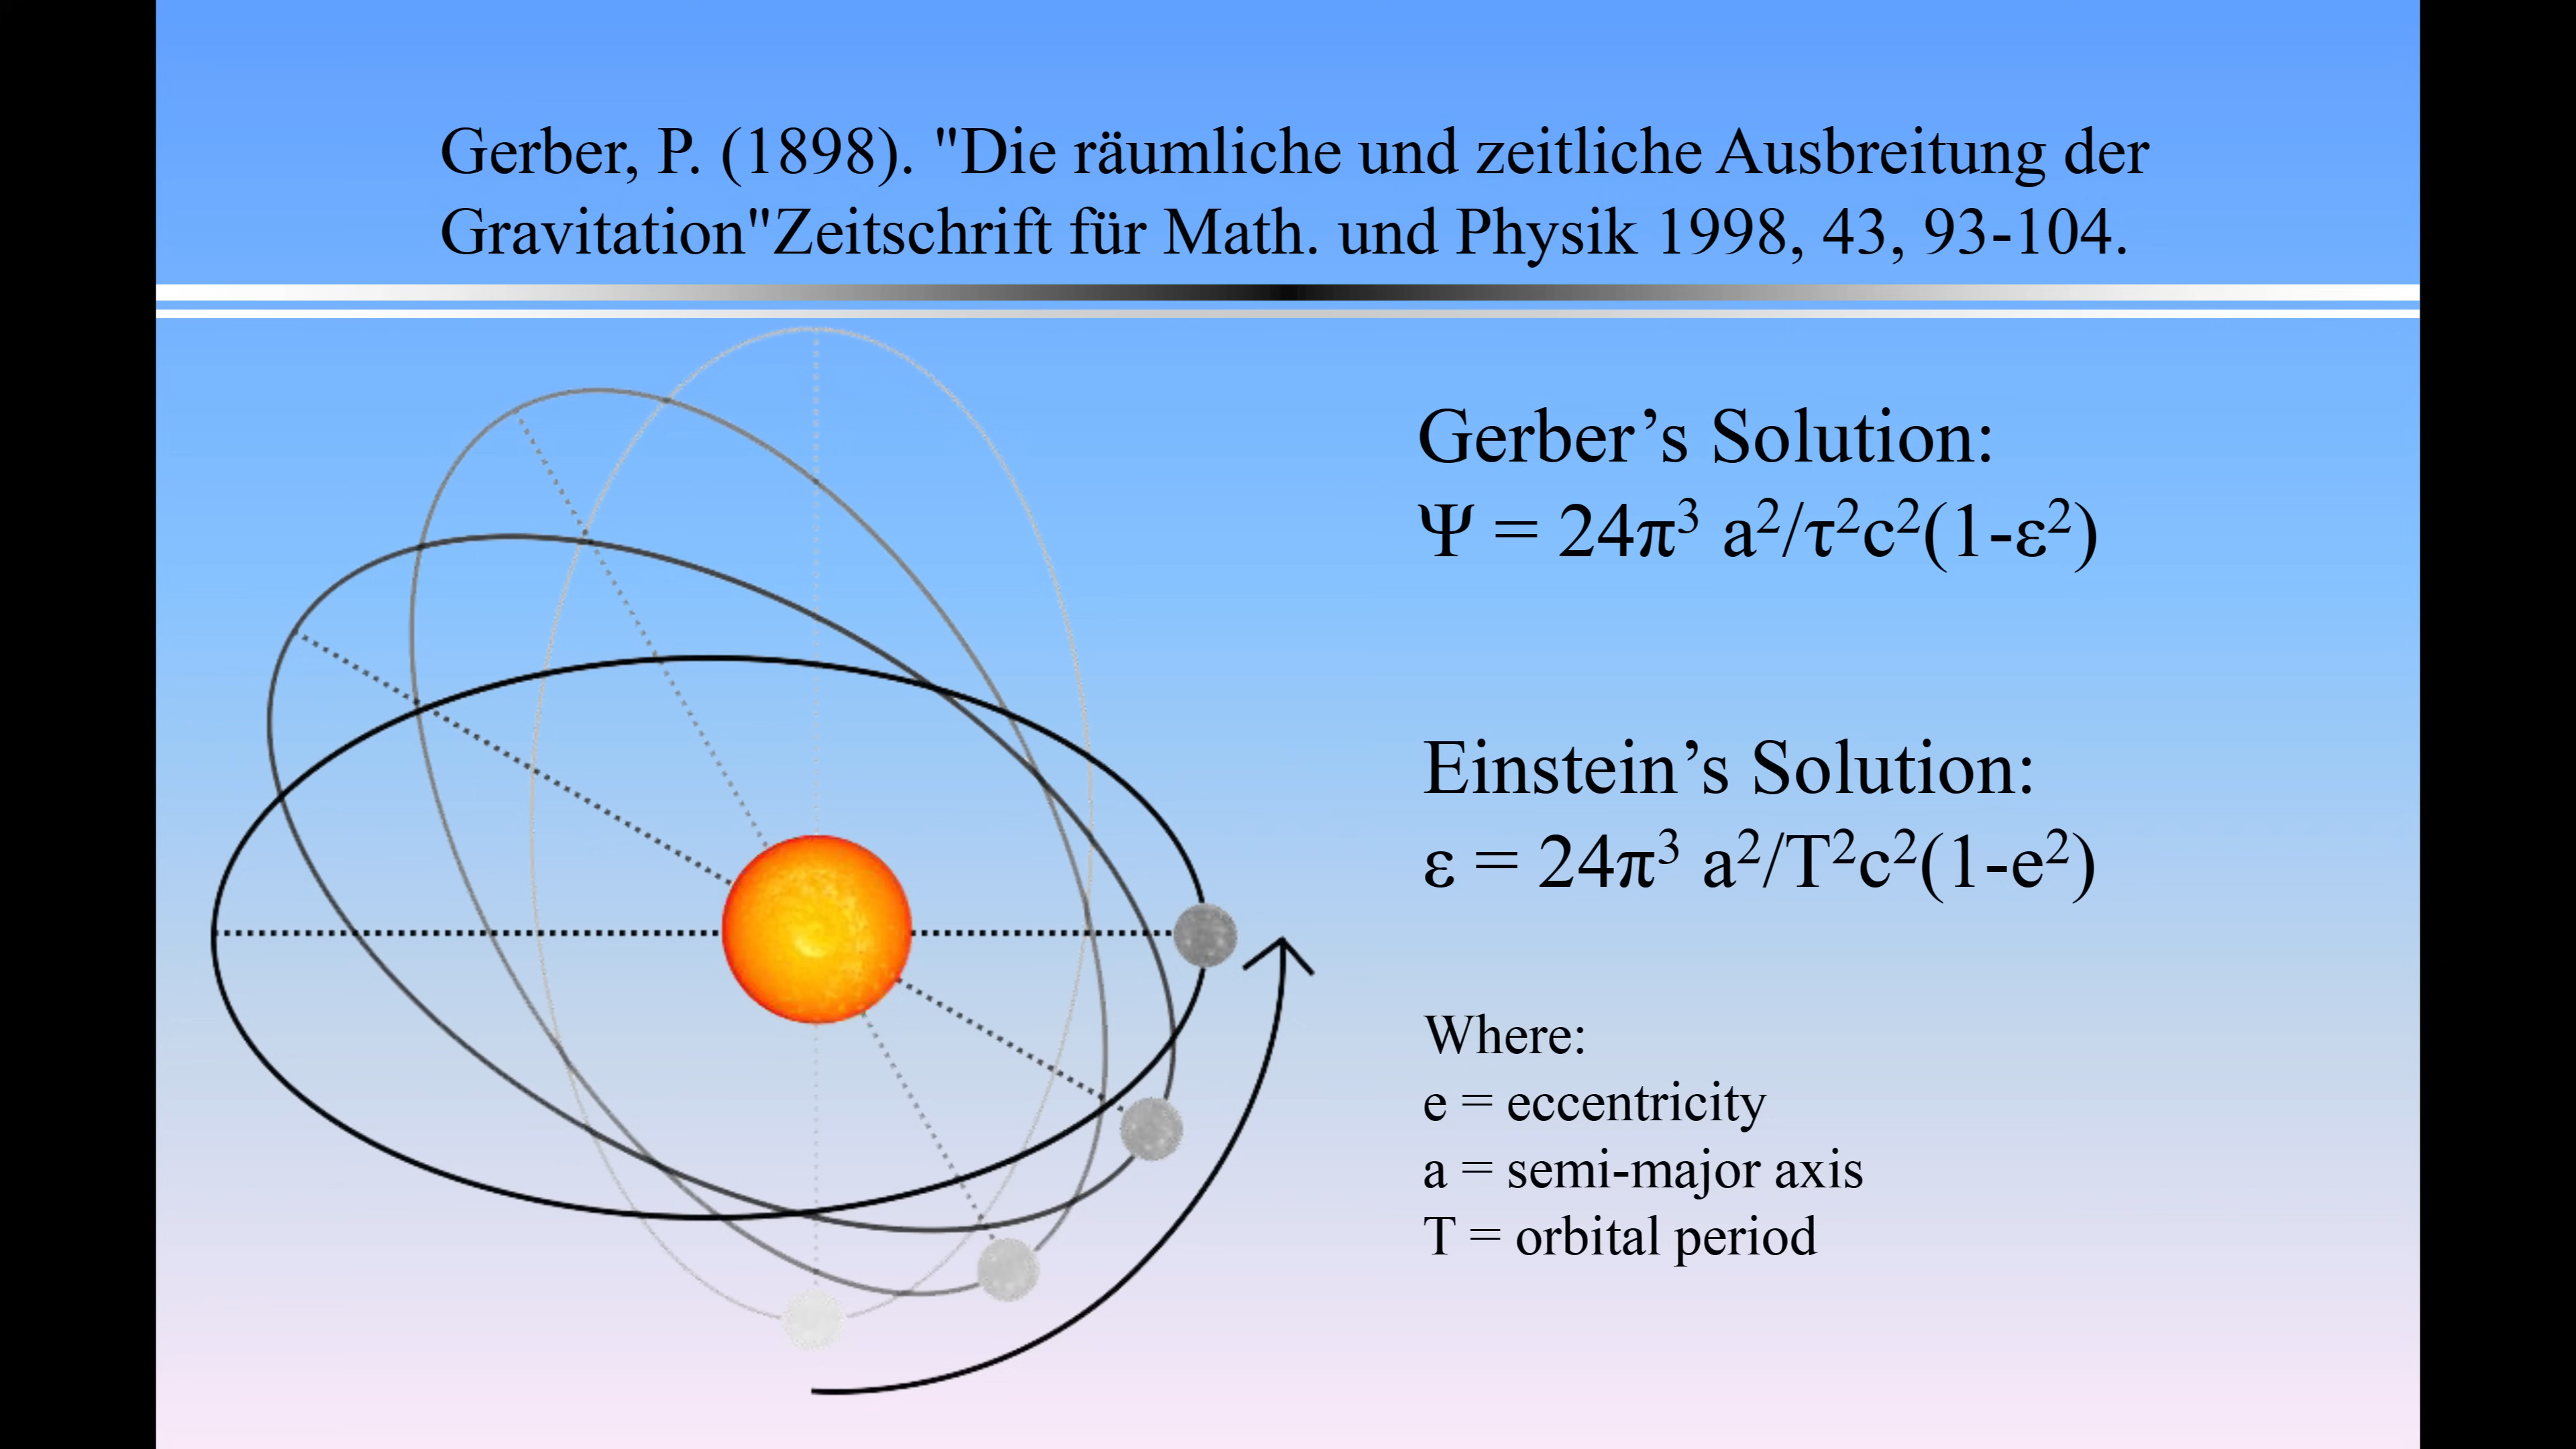 Gerber, P. (1898). "Die räumliche und zeitliche Ausbreitung der
Gravitation"Zeitschrift für Math. und Physik 1998, 43, 93-104.
Gerber’s Solution:
Ψ = 24π³ a²/τ²c²(1-ε²)
Einstein’s Solution:
ε = 24π³ a²/T²c²(1-e²)
Where:
e = eccentricity
a = semi-major axis
T = orbital period